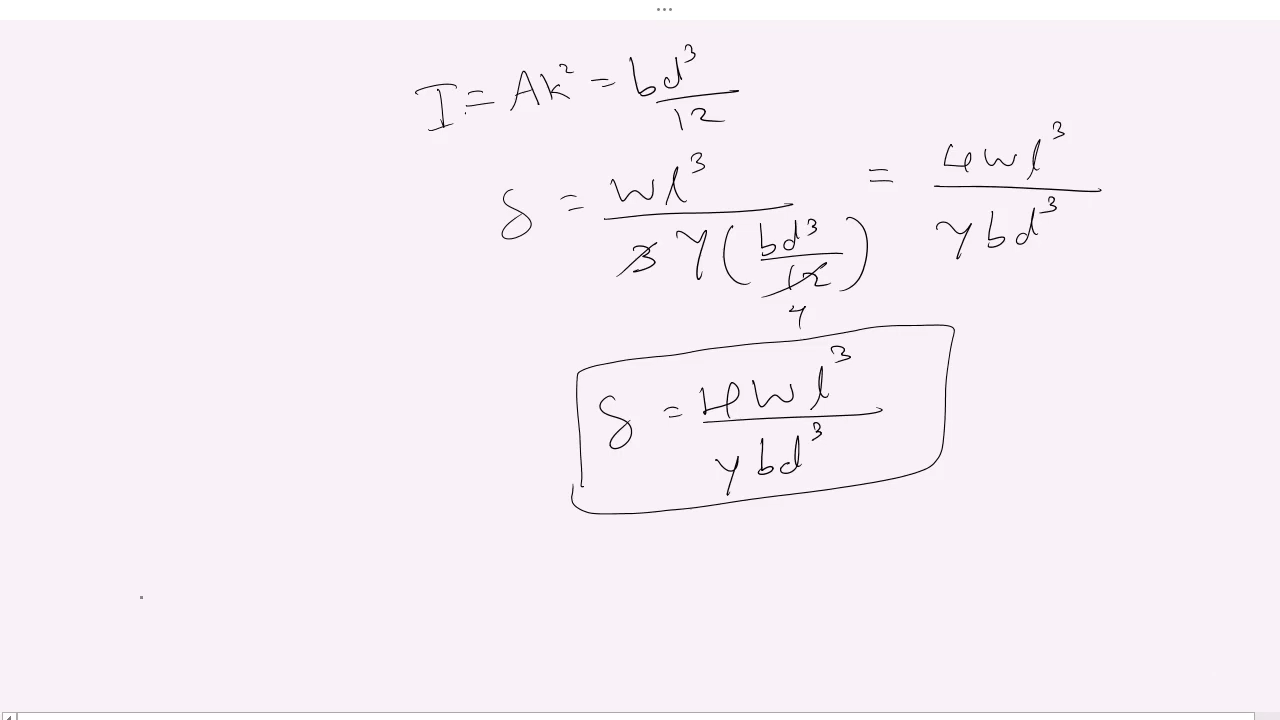 I = Ak² = bd³/12
δ = wl³/3Y(bd³/12) = 4wl³/Ybd³
4
δ = 4wl³/Ybd³